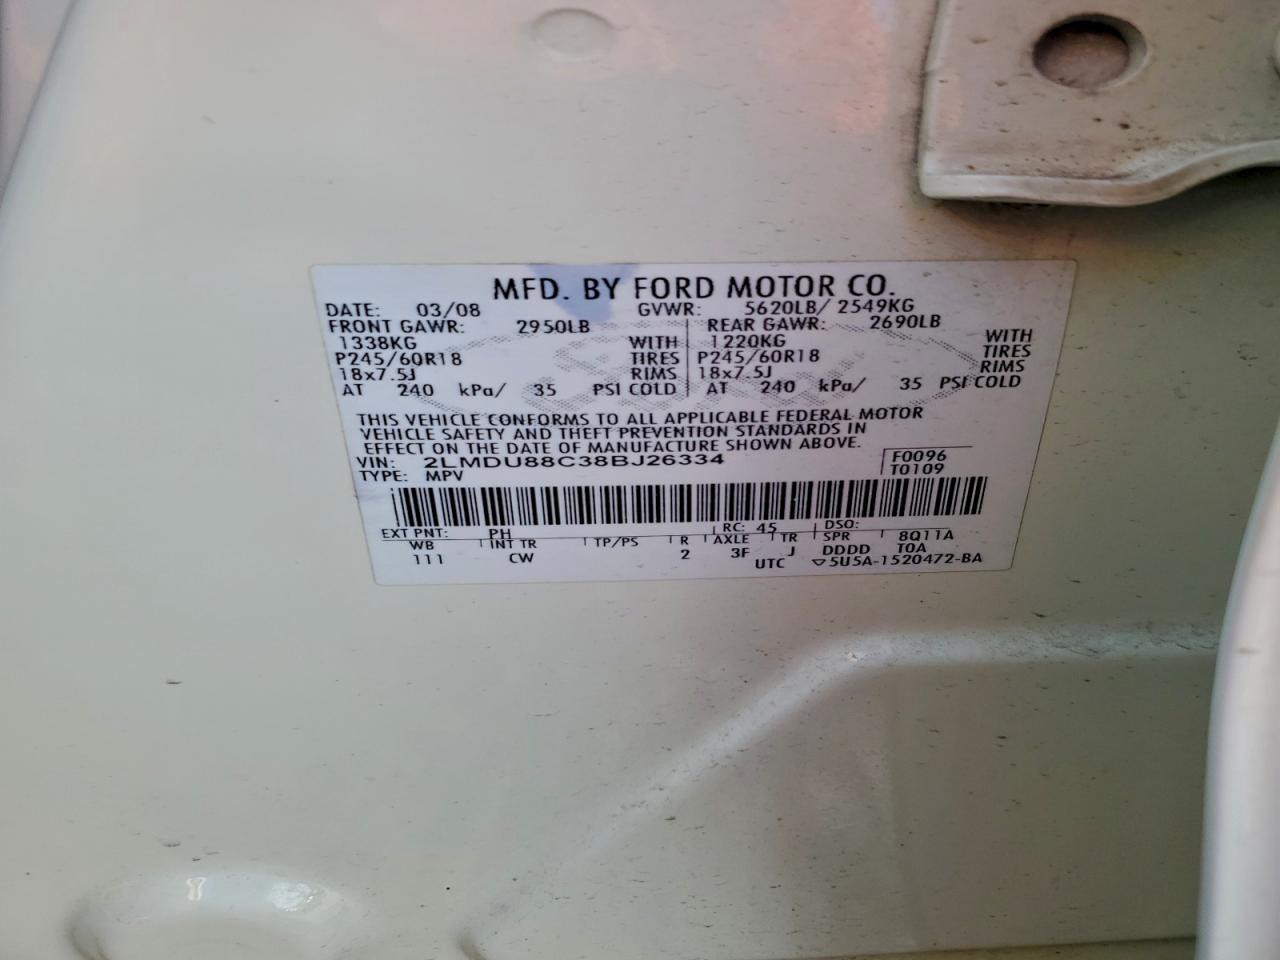 MFD. BY FORD MOTOR CO.
DATE: 03/08 GVWR: 5620LB/ 2549KG
FRONT GAWR: 2950LB REAR GAWR: 2690LB
1338KG WITH 1220KG WITH
P245/60R18 TIRES P245/60R18 TIRES
18x7.5J RIMS 18x7.5J RIMS
AT 240 kPa/ 35 PSI COLD AT 240 kPa/ 35 PSI COLD
THIS VEHICLE CONFORMS TO ALL APPLICABLE FEDERAL MOTOR
VEHICLE SAFETY AND THEFT PREVENTION STANDARDS IN
EFFECT ON THE DATE OF MANUFACTURE SHOWN ABOVE.
VIN: 2LMDU88C38BJ26334 F0096
TYPE: MPV T0109
EXT PNT: PH RC: 45 DSO:
WB INT TR TP/PS R AXLE TR SPR 8Q11A
111 CW 2 3F J DDDD T0A
UTC ▽5U5A-1520472-BA